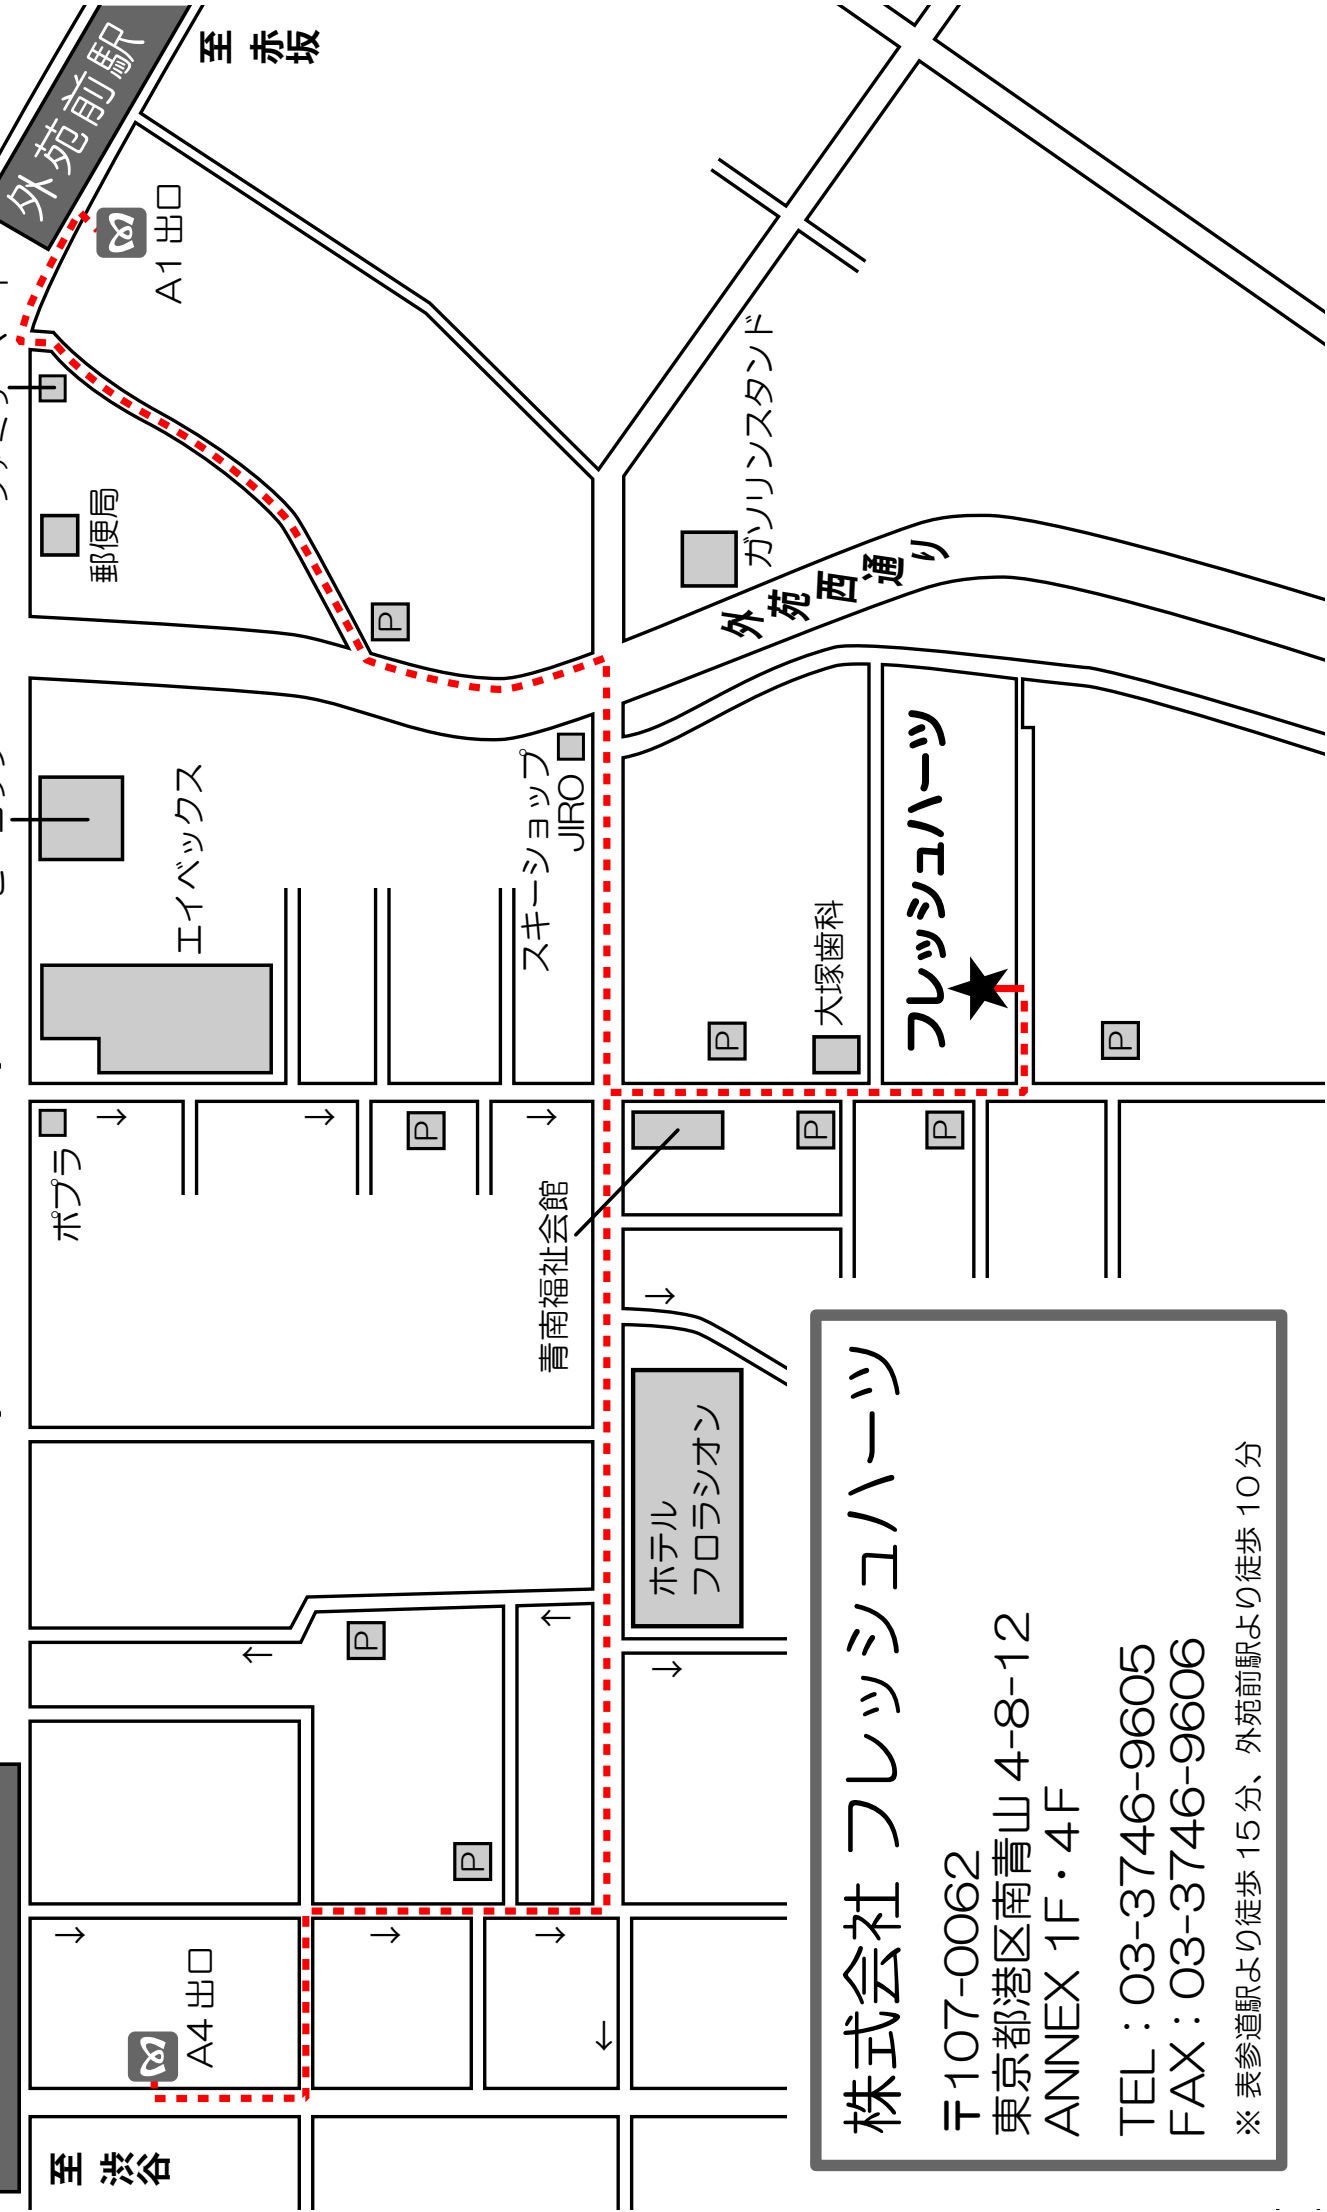 至 渋谷
A4 出口
P
P
ポプラ
P
エイベックス
郵便局
P
外苑前駅
A1 出口
至 赤坂
ホテル
フロラシオン
青南福祉会館
スキーショップ
JIRO
ガソリンスタンド
外苑西通り
P
P
P
大塚歯科
フレッシュハーツ
P
株式会社 フレッシュハーツ
〒107-0062
東京都港区南青山 4-8-12
ANNEX 1F・4F
TEL：03-3746-9605
FAX：03-3746-9606
※ 表参道駅より徒歩 15分、外苑前駅より徒歩 10分